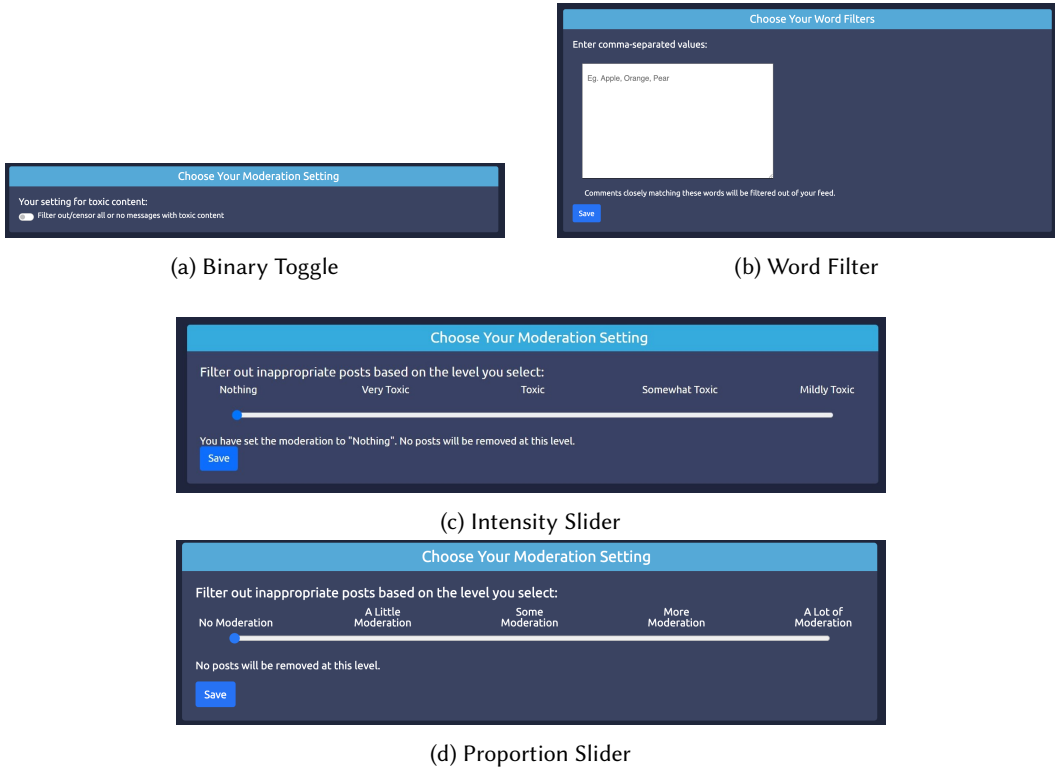 Choose Your Moderation Setting
Your setting for toxic content:
Filter out/censor all or no messages with toxic content
(a) Binary Toggle
Choose Your Word Filters
Enter comma-separated values:
Eg. Apple, Orange, Pear
Comments closely matching these words will be filtered out of your feed.
Save
(b) Word Filter
Choose Your Moderation Setting
Filter out inappropriate posts based on the level you select:
Nothing Very Toxic Toxic Somewhat Toxic Mildly Toxic
You have set the moderation to "Nothing". No posts will be removed at this level.
Save
(c) Intensity Slider
Choose Your Moderation Setting
Filter out inappropriate posts based on the level you select:
No Moderation A Little Moderation Some Moderation More Moderation A Lot of Moderation
No posts will be removed at this level.
Save
(d) Proportion Slider